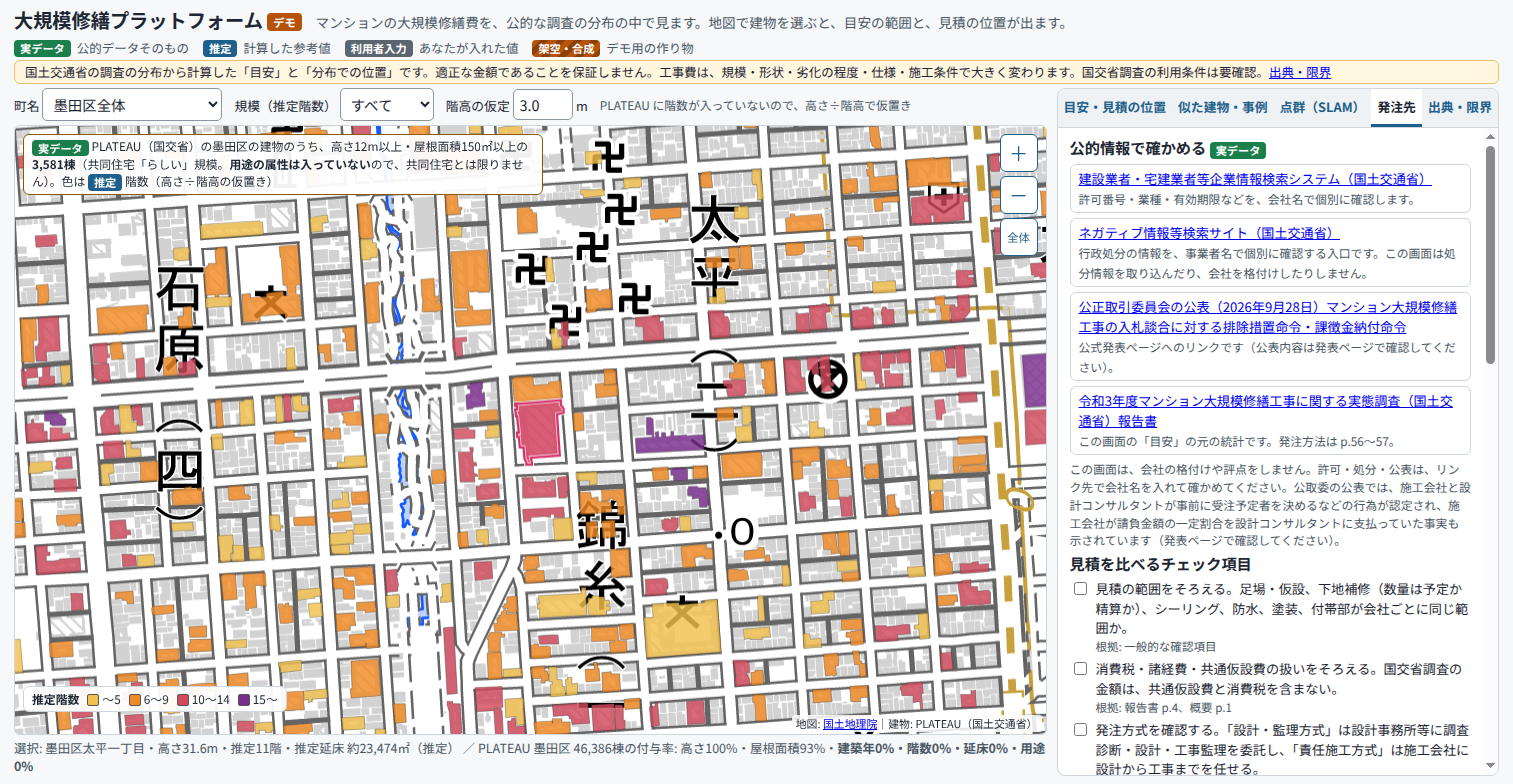 大規模修繕プラットフォーム デモ マンションの大規模修繕費を、公的な調査の分布の中で見ます。地図で建物を選ぶと、目安の範囲と、見積の位置が出ます。
実データ 公的データそのもの 推定 計算した参考値 利用者入力 あなたが入れた値 架空・合成 デモ用の作り物
国土交通省の調査の分布から計算した「目安」と「分布での位置」です。適正な金額であることを保証しません。工事費は、規模・形状・劣化の程度・仕様・施工条件で大きく変わります。国交省調査の利用条件は要確認。出典・限界
町名 墨田区全体 規模（推定階数） すべて 階高の仮定 3.0 m PLATEAU に階数が入っていないので、高さ÷階高で仮置き
実データ PLATEAU（国交省）の墨田区の建物のうち、高さ12m以上・屋根面積150㎡以上の
3,581棟（共同住宅「らしい」規模。用途の属性は入っていないので、共同住宅とは限りませ
ん）。色は 推定 階数（高さ÷階高の仮置き）
＋
−
全体
石原（四）
太平（二）
錦糸（一
.0
推定階数 ～5 6～9 10～14 15～
地図: 国土地理院 | 建物: PLATEAU（国土交通省）
選択: 墨田区太平一丁目・高さ31.6m・推定11階・推定延床 約23,474㎡（推定） ／ PLATEAU 墨田区 46,386棟の付与率: 高さ100%・屋根面積93%・建築年0%・階数0%・延床0%・用途
0%
目安・見積の位置 似た建物・事例 点群（SLAM） 発注先 出典・限界
公的情報で確かめる 実データ
建設業者・宅建業者等企業情報検索システム（国土交通省）
許可番号・業種・有効期限などを、会社名で個別に確認します。
ネガティブ情報等検索サイト（国土交通省）
行政処分の情報を、事業者名で個別に確認する入口です。この画面は処
分情報を取り込んだり、会社を格付けしたりしません。
公正取引委員会の公表（2026年9月28日）マンション大規模修繕
工事の入札談合に対する排除措置命令・課徴金納付命令
公式発表ページへのリンクです（公表内容は発表ページで確認してくだ
さい）。
令和3年度マンション大規模修繕工事に関する実態調査（国土交
通省）報告書
この画面の「目安」の元の統計です。発注方法は p.56～57。
この画面は、会社の格付けや評点をしません。許可・処分・公表は、リン
ク先で会社名を入れて確かめてください。公取委の公表では、施工会社と設
計コンサルタントが事前に受注予定者を決めるなどの行為が認定され、施
工会社が請負金額の一定割合を設計コンサルタントに支払っていた事実も
示されています（発表ページで確認してください）。
見積を比べるチェック項目
見積の範囲をそろえる。足場・仮設、下地補修（数量は予定か
精算か）、シーリング、防水、塗装、付帯部が会社ごとに同じ範
囲か。
根拠: 一般的な確認項目
消費税・諸経費・共通仮設費の扱いをそろえる。国交省調査の
金額は、共通仮設費と消費税を含まない。
根拠: 報告書 p.4、概要 p.1
発注方式を確認する。「設計・監理方式」は設計事務所等に調査
診断・設計・工事監理を委託し、「責任施工方式」は施工会社に
設計から工事までを任せる。